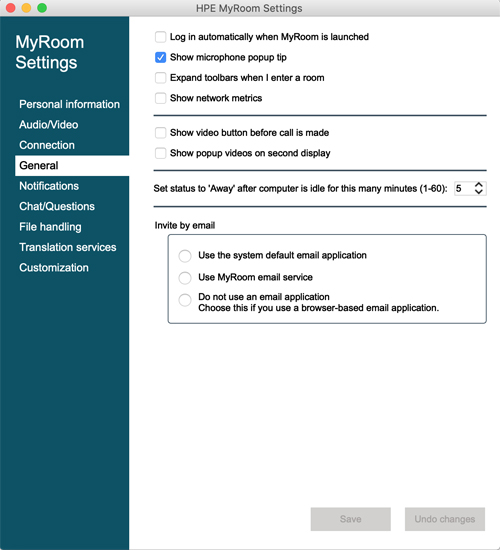 HPE MyRoom Settings
MyRoom
Settings
Personal information
Audio/Video
Connection
General
Notifications
Chat/Questions
File handling
Translation services
Customization
Log in automatically when MyRoom is launched
Show microphone popup tip
Expand toolbars when I enter a room
Show network metrics
Show video button before call is made
Show popup videos on second display
Set status to 'Away' after computer is idle for this many minutes (1-60): 5
Invite by email
Use the system default email application
Use MyRoom email service
Do not use an email application
Choose this if you use a browser-based email application.
Save Undo changes